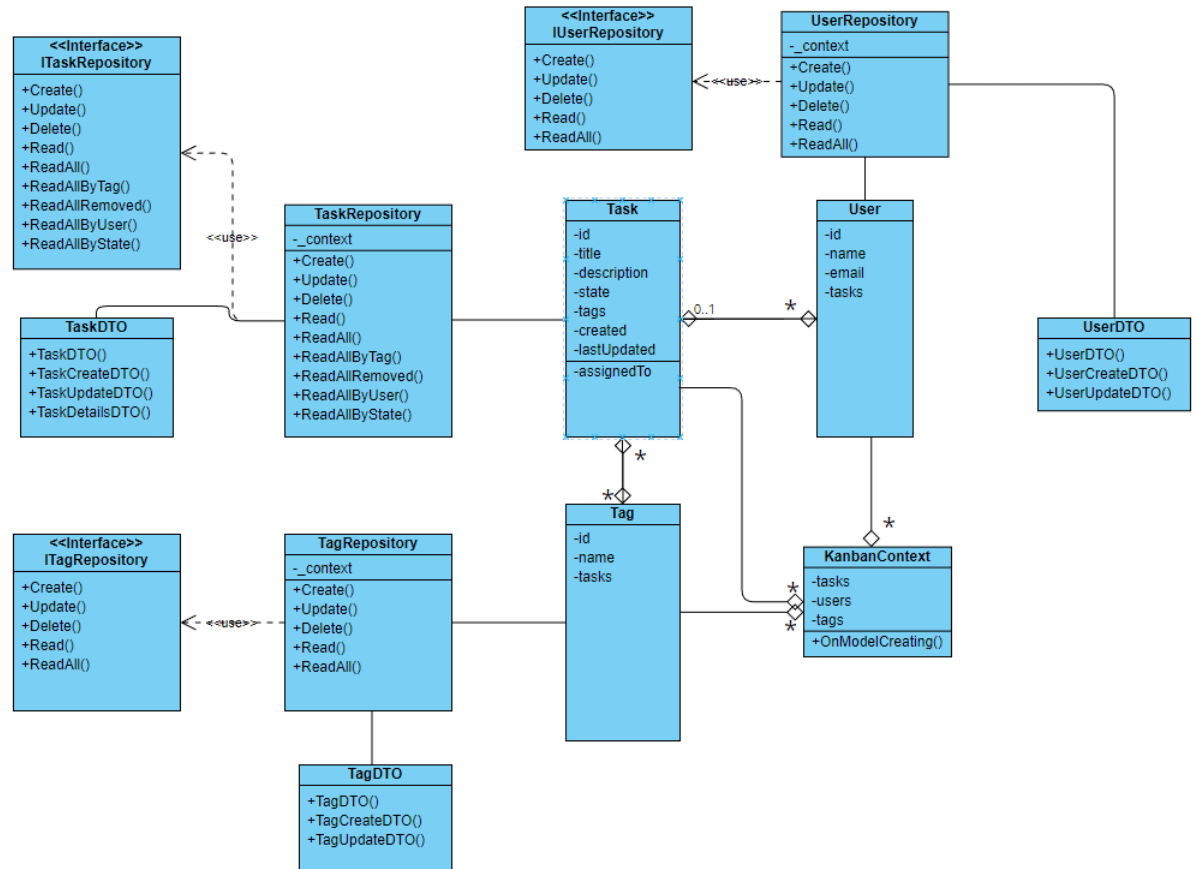 <<Interface>>
ITaskRepository
+Create()
+Update()
+Delete()
+Read()
+ReadAll()
+ReadAllByTag()
+ReadAllRemoved()
+ReadAllByUser()
+ReadAllByState()
<<Interface>>
IUserRepository
+Create()
+Update()
+Delete()
+Read()
+ReadAll()
<<use>>
UserRepository
-_context
+Create()
+Update()
+Delete()
+Read()
+ReadAll()
<<use>>
TaskRepository
-_context
+Create()
+Update()
+Delete()
+Read()
+ReadAll()
+ReadAllByTag()
+ReadAllRemoved()
+ReadAllByUser()
+ReadAllByState()
Task
-id
-title
-description
-state
-tags
-created
-lastUpdated
-assignedTo
0..1
*
User
-id
-name
-email
-tasks
TaskDTO
+TaskDTO()
+TaskCreateDTO()
+TaskUpdateDTO()
+TaskDetailsDTO()
UserDTO
+UserDTO()
+UserCreateDTO()
+UserUpdateDTO()
*
*
*
<<Interface>>
ITagRepository
+Create()
+Update()
+Delete()
+Read()
+ReadAll()
<<use>>
TagRepository
-_context
+Create()
+Update()
+Delete()
+Read()
+ReadAll()
Tag
-id
-name
-tasks
*
*
KanbanContext
-tasks
-users
-tags
+OnModelCreating()
TagDTO
+TagDTO()
+TagCreateDTO()
+TagUpdateDTO()